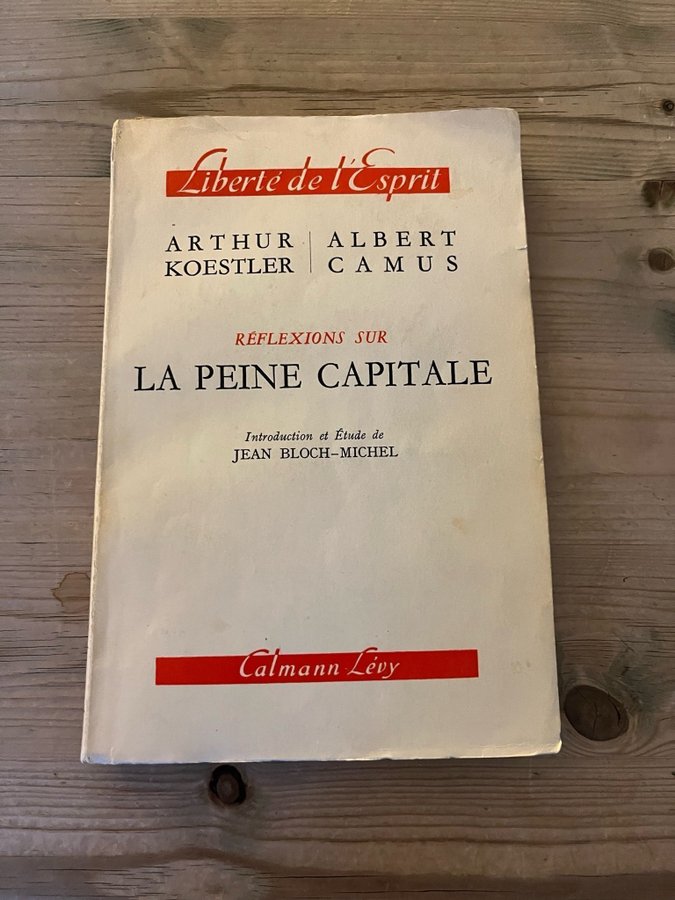 Liberté de l'Esprit
ARTHUR KOESTLER | ALBERT CAMUS
RÉFLEXIONS SUR
LA PEINE CAPITALE
Introduction et Étude de
JEAN BLOCH-MICHEL
Calmann-Lévy